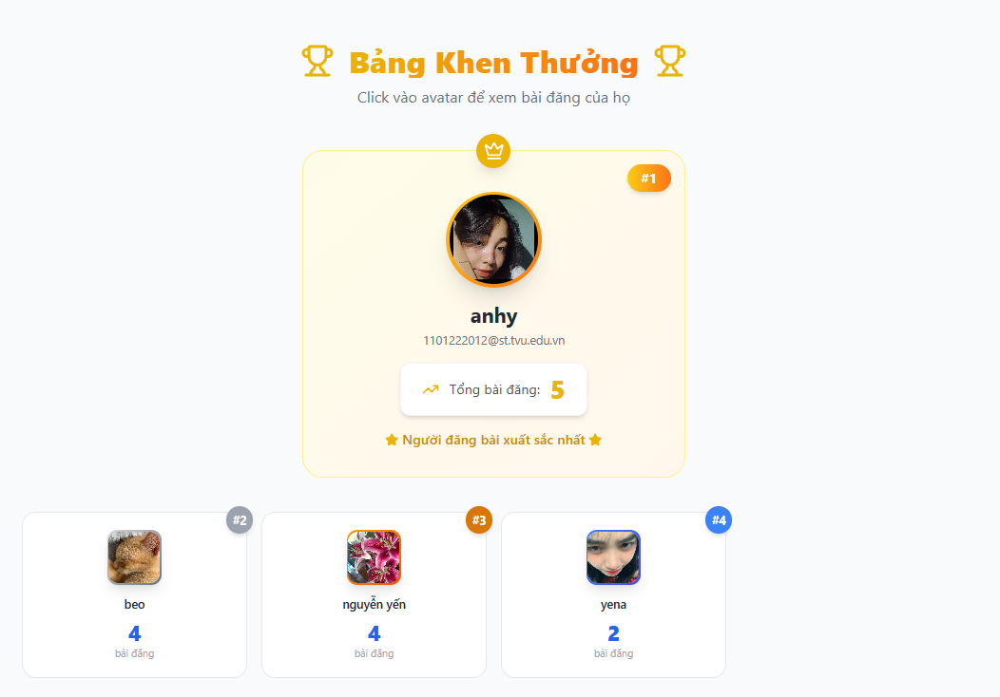 Bảng Khen Thưởng
Click vào avatar để xem bài đăng của họ
#1
anhy
1101222012@st.tvu.edu.vn
Tổng bài đăng: 5
Người đăng bài xuất sắc nhất
#2
beo
4
bài đăng
#3
nguyễn yến
4
bài đăng
#4
yena
2
bài đăng